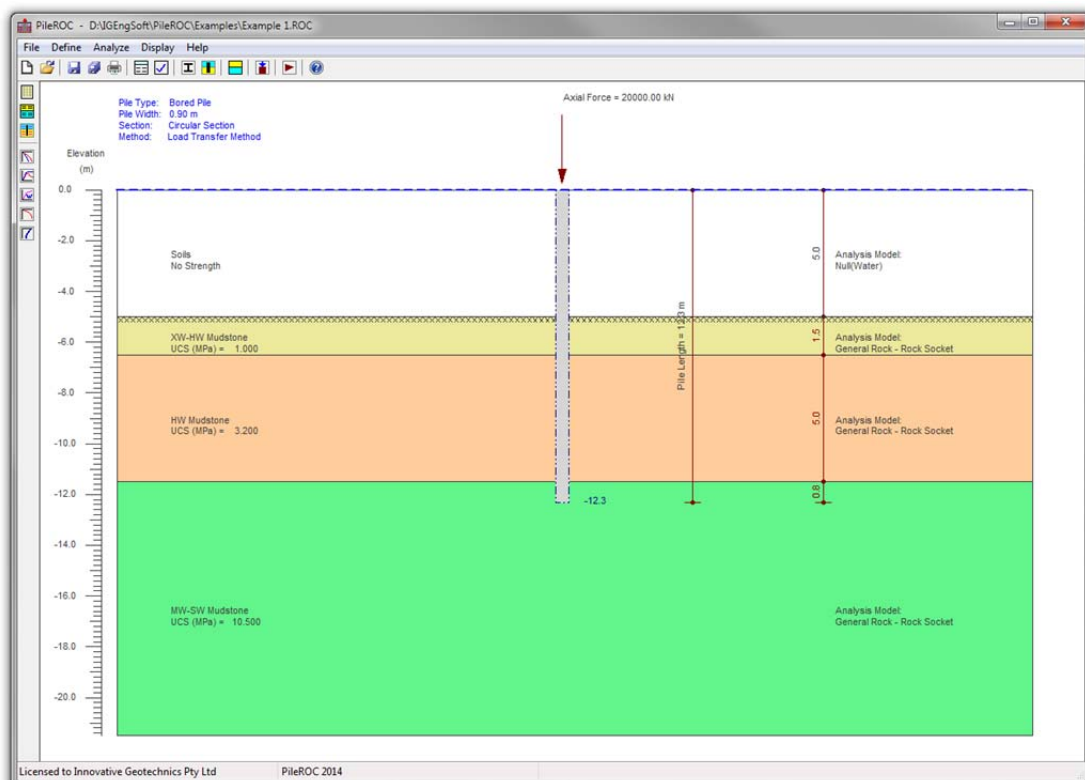 PileROC - D:\IGEngSoft\PileROC\Examples\Example 1.ROC
File Define Analyze Display Help
Pile Type: Bored Pile
Pile Width: 0.90 m
Section: Circular Section
Method: Load Transfer Method
Axial Force = 20000.00 kN
Elevation
(m)
0.0
-2.0
-4.0
-6.0
-8.0
-10.0
-12.0
-14.0
-16.0
-18.0
-20.0
Soils
No Strength
5.0
Analysis Model:
Null(Water)
XW-HW Mudstone
UCS (MPa) = 1.000
1.5
Analysis Model:
General Rock - Rock Socket
Pile Length = 12.3 m
HW Mudstone
UCS (MPa) = 3.200
5.0
Analysis Model:
General Rock - Rock Socket
-12.3
0.8
MW-SW Mudstone
UCS (MPa) = 10.500
Analysis Model:
General Rock - Rock Socket
Licensed to Innovative Geotechnics Pty Ltd
PileROC 2014